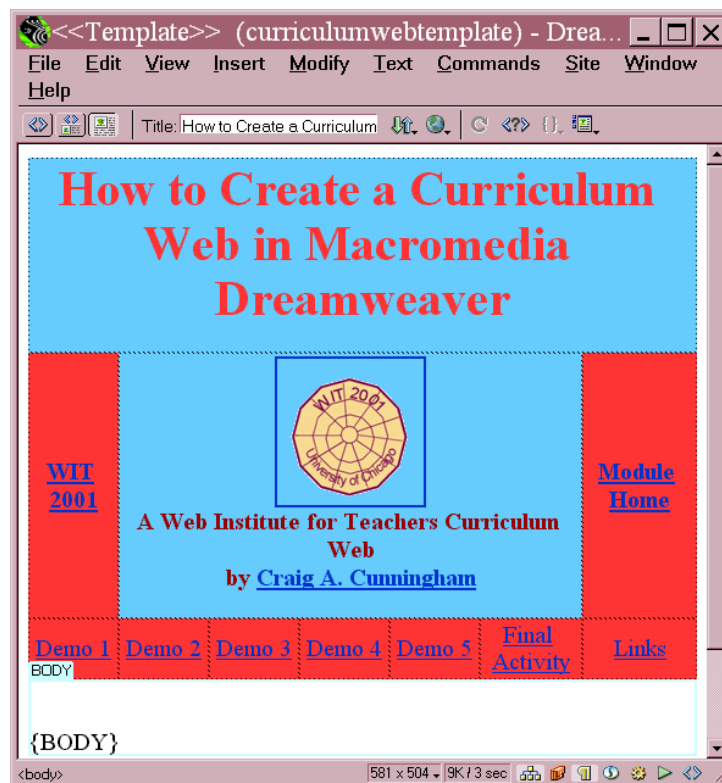 <<Template>> (curriculumwebtemplate) - Drea...
File Edit View Insert Modify Text Commands Site Window
Help
Title: How to Create a Curriculum
How to Create a Curriculum
Web in Macromedia
Dreamweaver
WIT 2001
University of Chicago
WIT
2001
Module
Home
A Web Institute for Teachers Curriculum
Web
by Craig A. Cunningham
Demo 1 Demo 2 Demo 3 Demo 4 Demo 5 Final Activity Links
BODY
{BODY}
<body> 581 x 504 9K / 3 sec